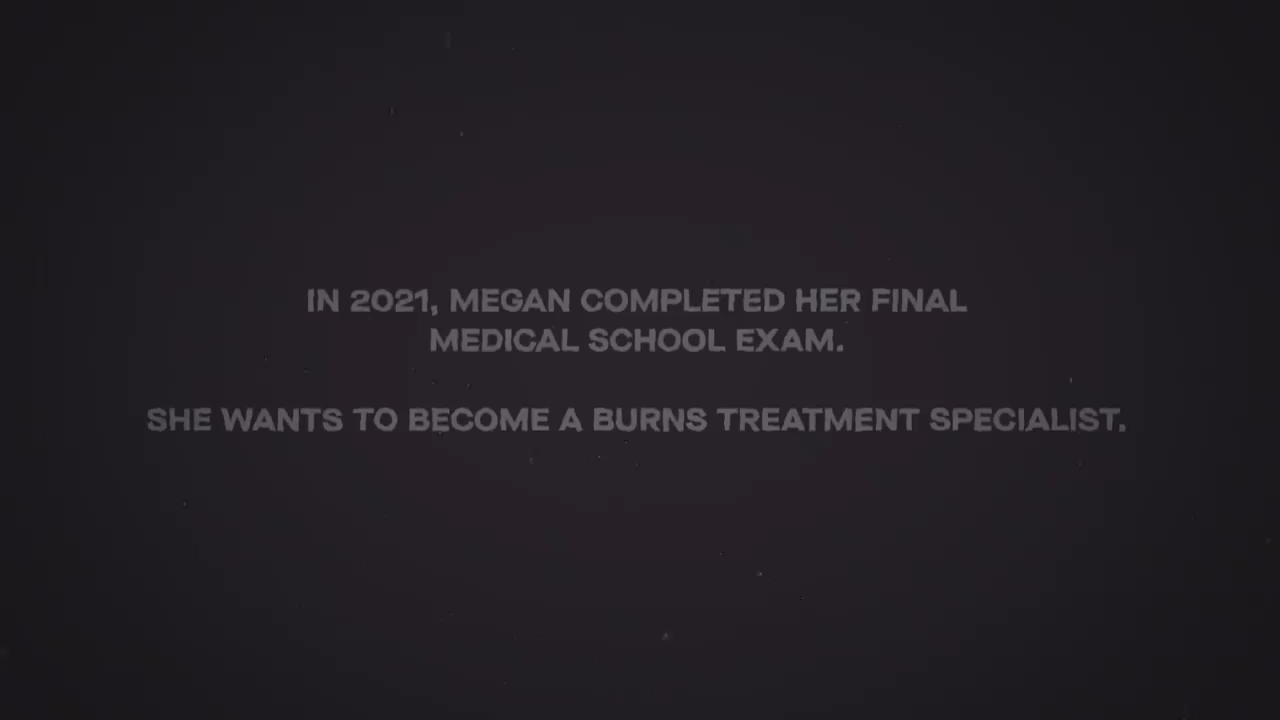 IN 2021, MEGAN COMPLETED HER FINAL
MEDICAL SCHOOL EXAM.
SHE WANTS TO BECOME A BURNS TREATMENT SPECIALIST.